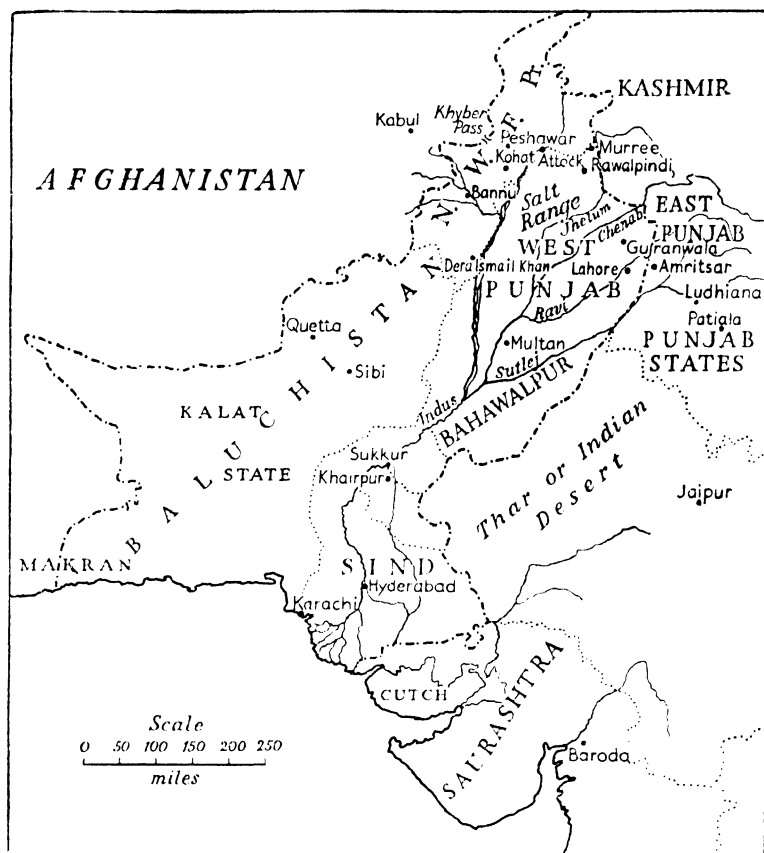 KASHMIR
Kabul
Khyber
Pass
N. W. F. P.
Peshawar
Murree
Kohat
Attock
Rawalpindi
AFGHANISTAN
Bannu
Salt
Range
Jhelum
Chenab
EAST
PUNJAB
WEST
PUNJAB
Gujranwala
Dera Ismail Khan
Lahore
Amritsar
Ludhiana
Ravi
Patiala
PUNJAB
STATES
Quetta
Multan
Sibi
Sutlej
Indus
BAHAWALPUR
KALAT
STATE
BALUCHISTAN
Sukkur
Khairpur
Thar or Indian
Desert
Jaipur
MAKRAN
SIND
Hyderabad
Karachi
CUTCH
SAURASHTRA
Baroda
Scale
0 50 100 150 200 250
miles